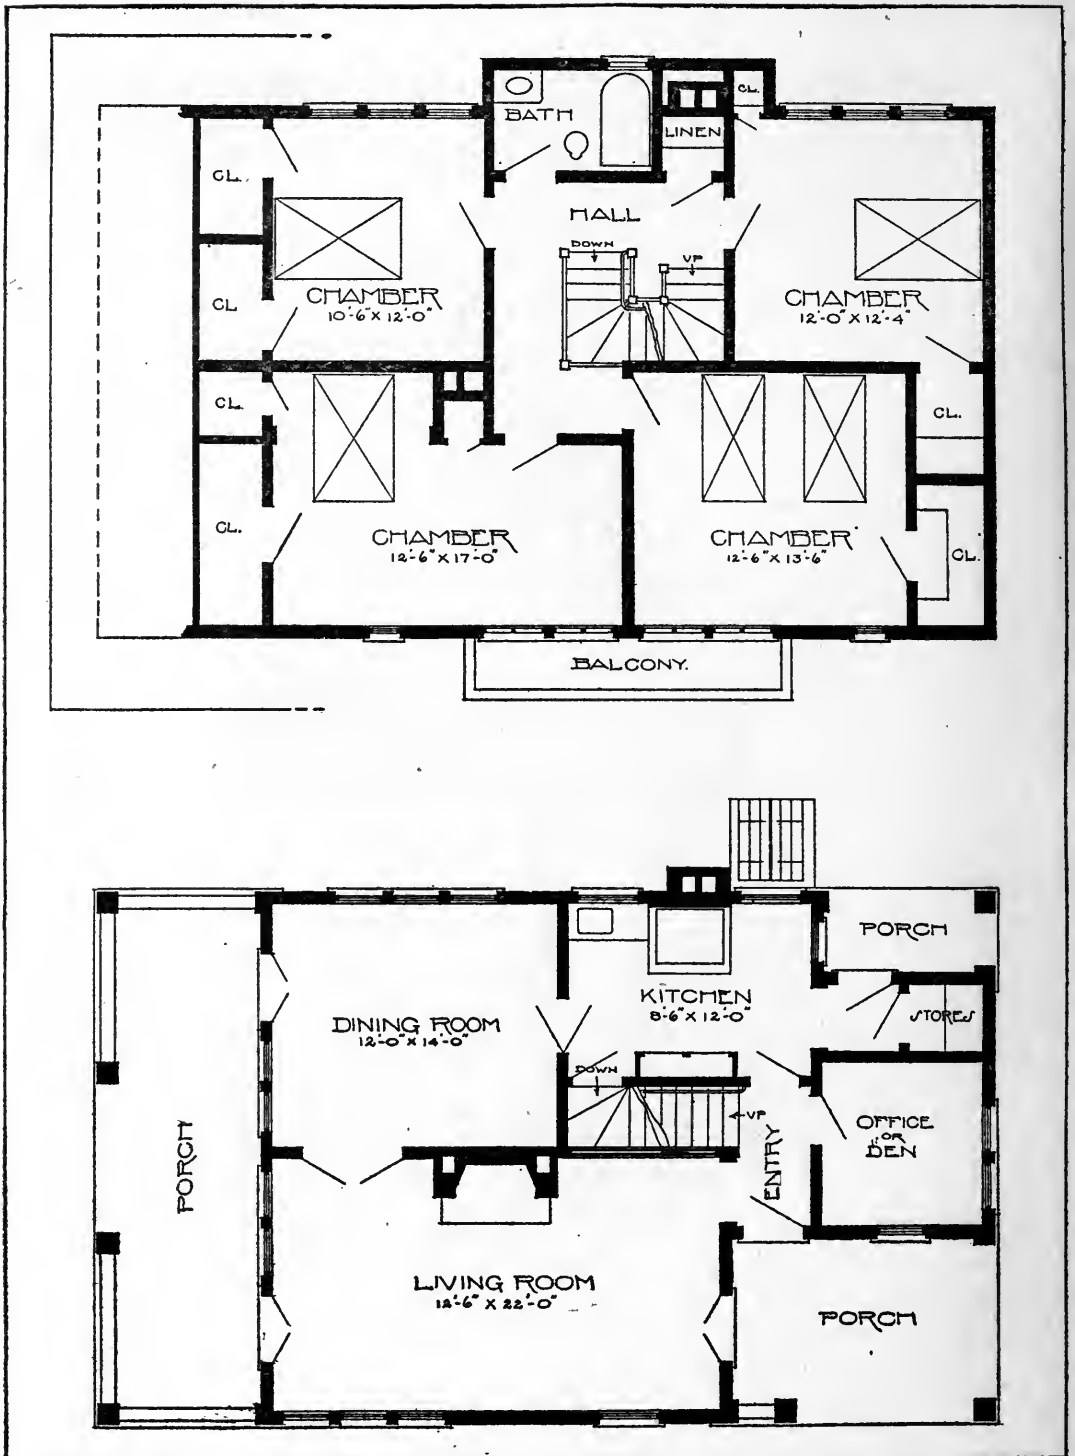 BATH
CL.
LINEN
CL.
HALL
DOWN
UP
CL
CHAMBER
10'-6" X 12'-0"
CHAMBER
12'-0" X 12'-4"
CL.
CL.
CL.
CHAMBER
12'-6" X 17'-0"
CHAMBER
12'-6" X 13'-6"
CL.
BALCONY.
PORCH
KITCHEN
8'-6" X 12'-0"
STORES
DINING ROOM
12'-0" X 14'-0"
DOWN
UP
OFFICE
OR
DEN
ENTRY
PORCH
LIVING ROOM
12'-6" X 22'-0"
PORCH